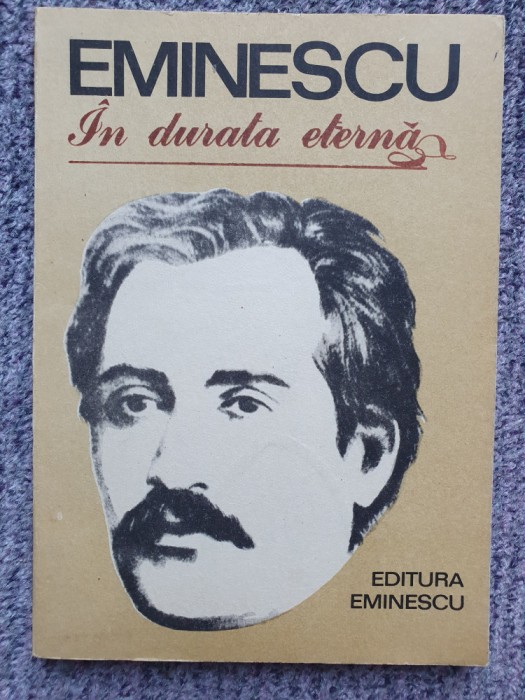 EMINESCU
În durata eternă
EDITURA
EMINESCU